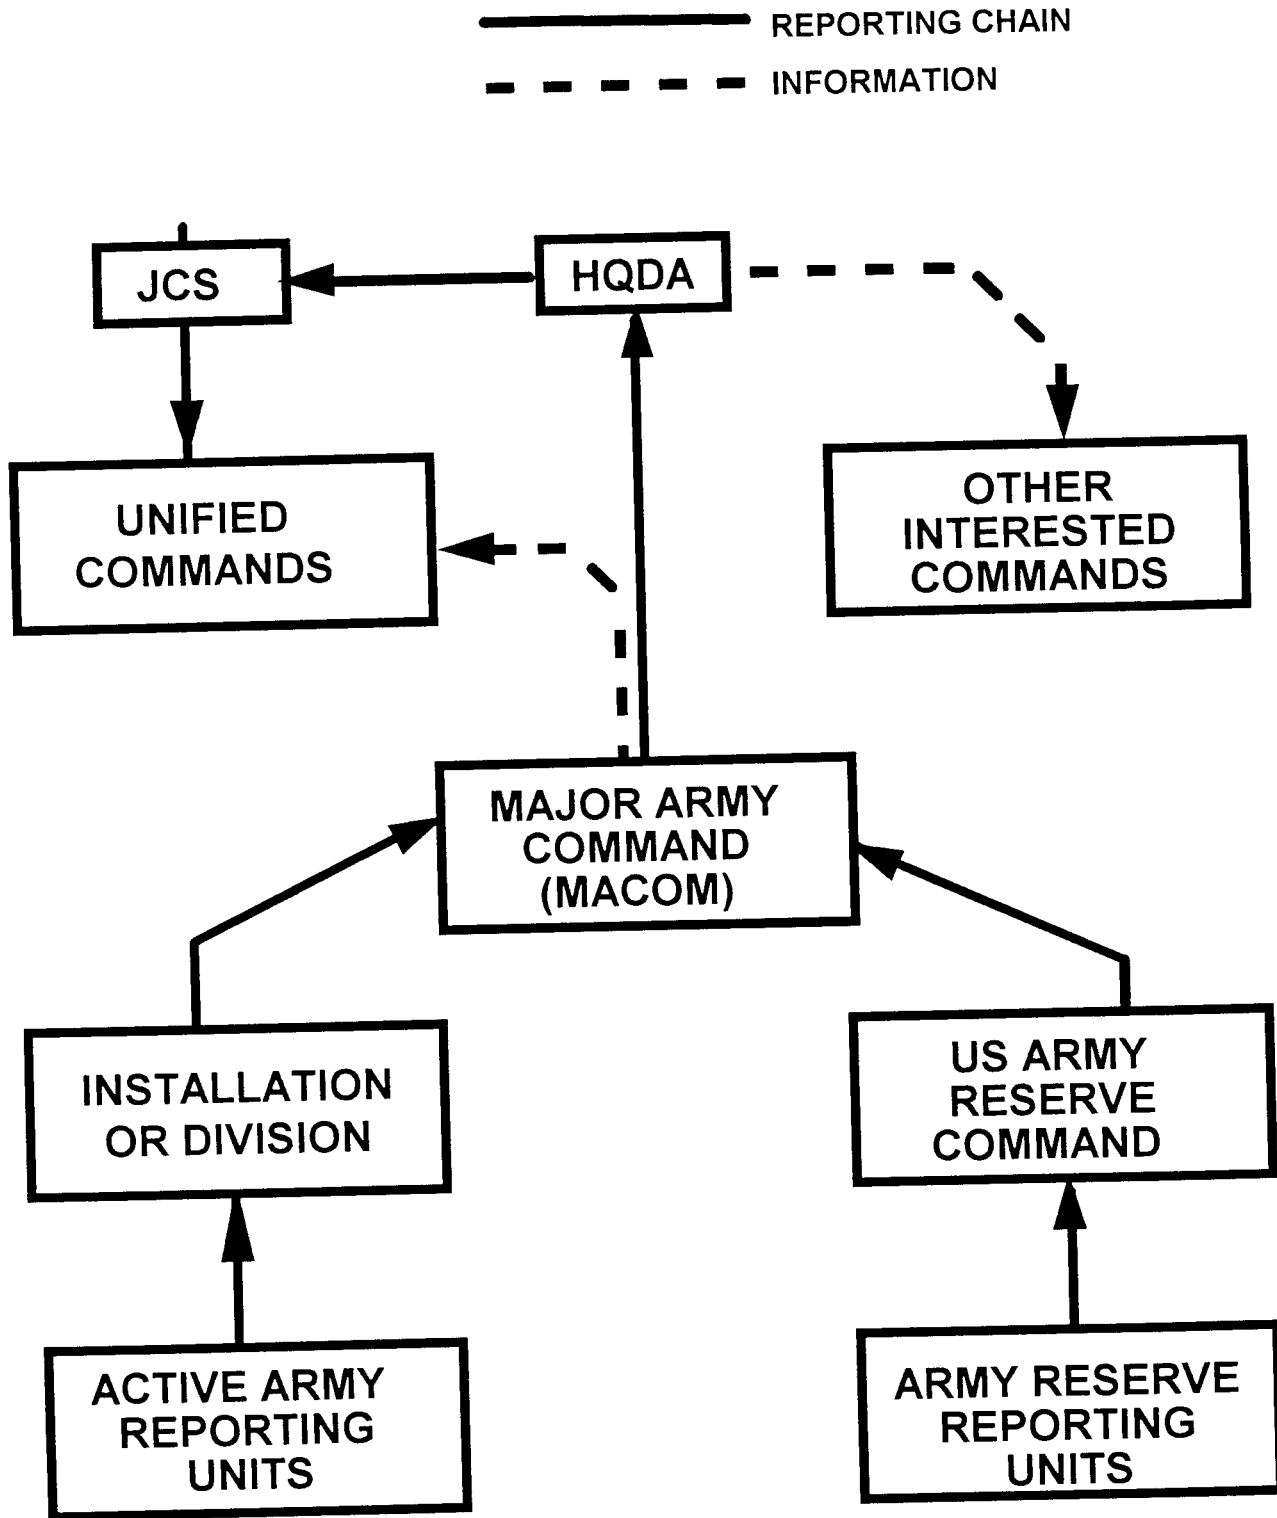 REPORTING CHAIN
INFORMATION
JCS
HQDA
UNIFIED
COMMANDS
OTHER
INTERESTED
COMMANDS
MAJOR ARMY
COMMAND
(MACOM)
INSTALLATION
OR DIVISION
US ARMY
RESERVE
COMMAND
ACTIVE ARMY
REPORTING
UNITS
ARMY RESERVE
REPORTING
UNITS